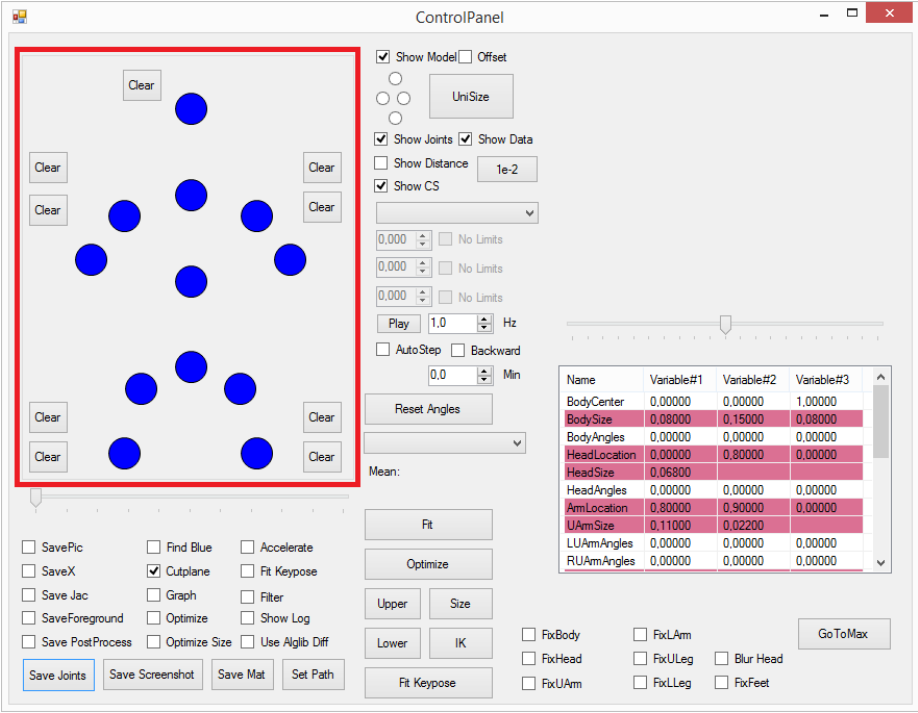 ControlPanel
Clear
Clear
Clear
Clear
Clear
Clear
Clear
Clear
Clear
Show Model Offset
UniSize
Show Joints Show Data
Show Distance 1e-2
Show CS
0,000 No Limits
0,000 No Limits
0,000 No Limits
Play 1,0 Hz
AutoStep Backward
0,0 Min
Reset Angles
Mean:
Fit
Optimize
Upper Size
Lower IK
Fit Keypose
Name Variable#1 Variable#2 Variable#3
BodyCenter 0,00000 0,00000 1,00000
BodySize 0,08000 0,15000 0,08000
BodyAngles 0,00000 0,00000 0,00000
HeadLocation 0,00000 0,80000 0,00000
HeadSize 0,06800
HeadAngles 0,00000 0,00000 0,00000
ArmLocation 0,80000 0,90000 0,00000
UArmSize 0,11000 0,02200
LUArmAngles 0,00000 0,00000 0,00000
RUArmAngles 0,00000 0,00000 0,00000
SavePic Find Blue Accelerate
SaveX Cutplane Fit Keypose
Save Jac Graph Filter
SaveForeground Optimize Show Log
Save PostProcess Optimize Size Use Alglib Diff
Save Joints Save Screenshot Save Mat Set Path
FixBody FixLArm GoToMax
FixHead FixULeg Blur Head
FixUArm FixLLeg FixFeet